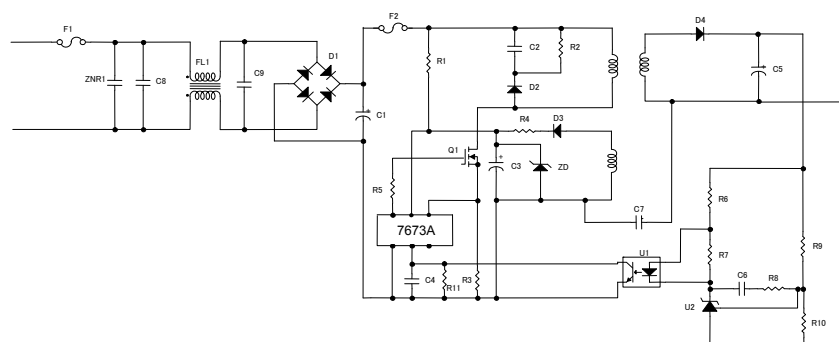 F1
ZNR1
C8
FL1
C9
D1
F2
C1
R1
C2
R2
D2
D4
C5
R4
D3
Q1
C3
ZD
R5
7673A
C7
R6
R7
R9
U1
C4
R11
R3
C6
R8
U2
R10